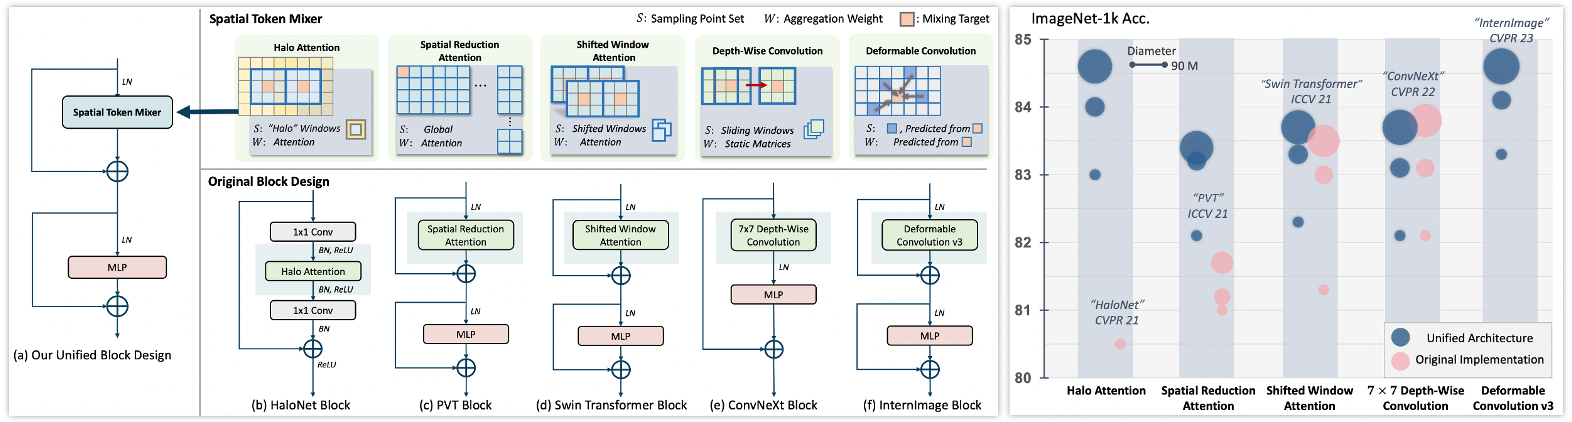 LN
Spatial Token Mixer
LN
MLP
(a) Our Unified Block Design
Spatial Token Mixer
S: Sampling Point Set
W: Aggregation Weight
: Mixing Target
Halo Attention
S: "Halo" Windows
W: Attention
Spatial Reduction
Attention
...
S: Global
W: Attention
Shifted Window
Attention
S: Shifted Windows
W: Attention
Depth-Wise Convolution
S: Sliding Windows
W: Static Matrices
Deformable Convolution
S: , Predicted from
W: Predicted from
Original Block Design
1x1 Conv
BN, ReLU
Halo Attention
BN, ReLU
1x1 Conv
BN
ReLU
(b) HaloNet Block
LN
Spatial Reduction
Attention
LN
MLP
(c) PVT Block
LN
Shifted Window
Attention
LN
MLP
(d) Swin Transformer Block
7x7 Depth-Wise
Convolution
LN
MLP
(e) ConvNeXt Block
LN
Deformable
Convolution v3
LN
MLP
(f) InternImage Block
ImageNet-1k Acc.
85
84
83
82
81
80
Diameter
90 M
"HaloNet"
CVPR 21
"PVT"
ICCV 21
"Swin Transformer"
ICCV 21
"ConvNeXt"
CVPR 22
"InternImage"
CVPR 23
Unified Architecture
Original Implementation
Halo Attention
Spatial Reduction
Attention
Shifted Window
Attention
7 × 7 Depth-Wise
Convolution
Deformable
Convolution v3